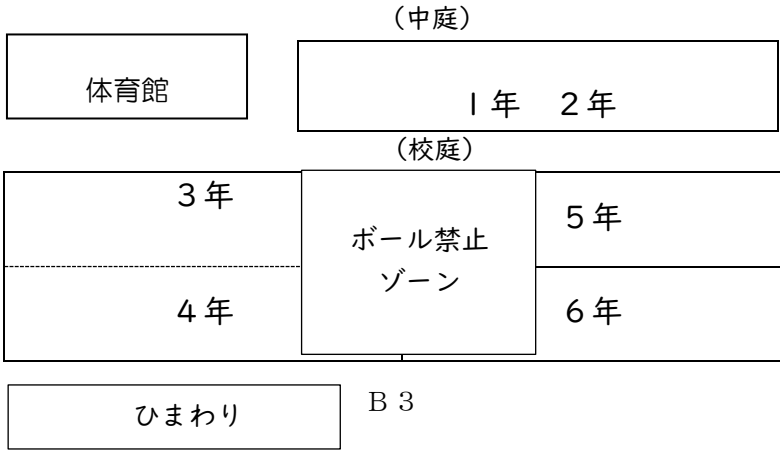 (中庭)
体育館
1年 2年
(校庭)
3年
ボール禁止
ゾーン
5年
4年
6年
ひまわり
B3